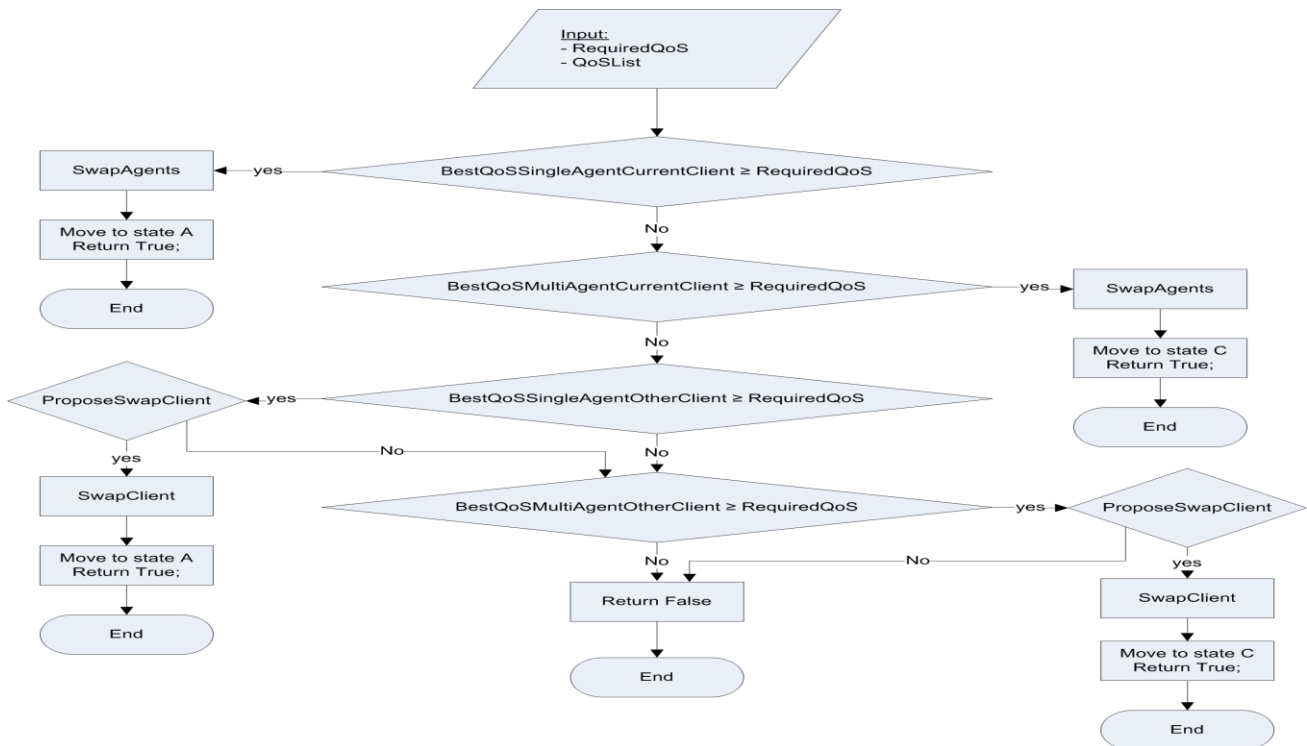 Input:
- RequiredQoS
- QoSList
BestQoSSingleAgentCurrentClient ≥ RequiredQoS
yes
SwapAgents
Move to state A
Return True;
End
No
BestQoSMultiAgentCurrentClient ≥ RequiredQoS
yes
SwapAgents
Move to state C
Return True;
End
No
BestQoSSingleAgentOtherClient ≥ RequiredQoS
yes
ProposeSwapClient
No
yes
SwapClient
Move to state A
Return True;
End
No
BestQoSMultiAgentOtherClient ≥ RequiredQoS
yes
ProposeSwapClient
No
yes
SwapClient
Move to state C
Return True;
End
No
Return False
End